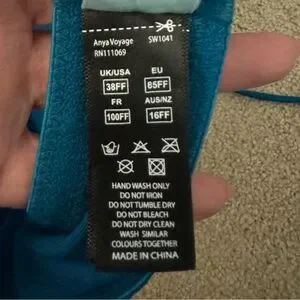 Anya Voyage SW1041
RN111069
UK/USA EU
38FF 85FF
FR AUS/NZ
100FF 16FF
HAND WASH ONLY
DO NOT IRON
DO NOT TUMBLE DRY
DO NOT BLEACH
DO NOT DRY CLEAN
WASH SIMILAR
COLOURS TOGETHER
MADE IN CHINA